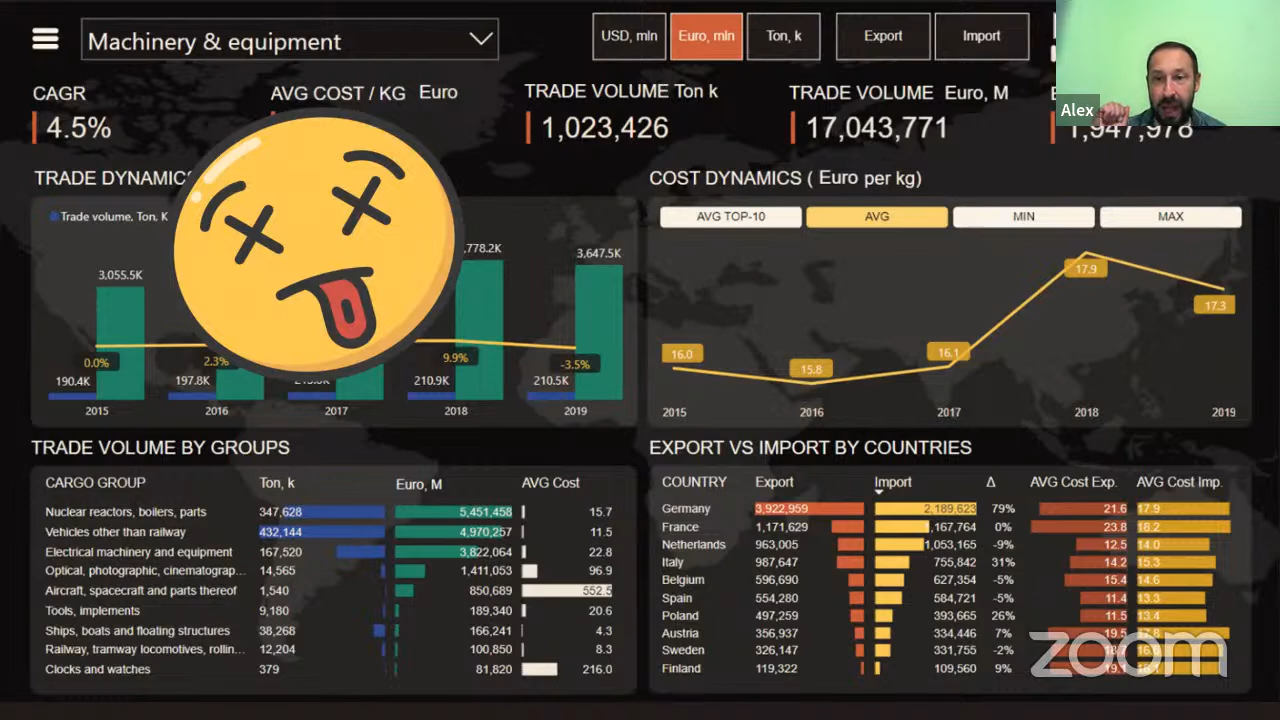 Machinery & equipment
USD, mln
Euro, mln
Ton, k
Export
Import
Alex
CAGR
4.5%
AVG COST / KG Euro
TRADE VOLUME Ton k
1,023,426
TRADE VOLUME Euro, M
17,043,771
1,947,978
TRADE DYNAMICS
Trade volume, Ton, K
3,055.5K
778.2K
3,647.5K
0.0%
2.3%
9.9%
-3.5%
190.4K
197.8K
210.9K
210.5K
2015
2016
2017
2018
2019
COST DYNAMICS ( Euro per kg)
AVG TOP-10
AVG
MIN
MAX
16.0
15.8
16.1
17.9
17.3
2015
2016
2017
2018
2019
TRADE VOLUME BY GROUPS
CARGO GROUP Ton, k Euro, M AVG Cost
Nuclear reactors, boilers, parts 347,628 5,451,458 15.7
Vehicles other than railway 432,144 4,970,257 11.5
Electrical machinery and equipment 167,520 3,822,064 22.8
Optical, photographic, cinematograp... 14,565 1,411,053 96.9
Aircraft, spacecraft and parts thereof 1,540 850,689 552.5
Tools, implements 9,180 189,340 20.6
Ships, boats and floating structures 38,268 166,241 4.3
Railway, tramway locomotives, rollin... 12,204 100,850 8.3
Clocks and watches 379 81,820 216.0
EXPORT VS IMPORT BY COUNTRIES
COUNTRY Export Import Δ AVG Cost Exp. AVG Cost Imp.
Germany 3,922,959 2,189,623 79% 21.6 17.9
France 1,171,629 1,167,764 0% 23.8 18.2
Netherlands 963,005 1,053,165 -9% 12.5 14.0
Italy 987,647 755,842 31% 14.2 15.3
Belgium 596,690 627,354 -5% 15.4 14.6
Spain 554,280 584,721 -5% 11.4 13.3
Poland 497,259 393,665 26% 11.5 13.4
Austria 356,937 334,446 7% 19.5 17.8
Sweden 326,147 331,755 -2% 18.7
Finland 119,322 109,560 9% 19.1
zoom